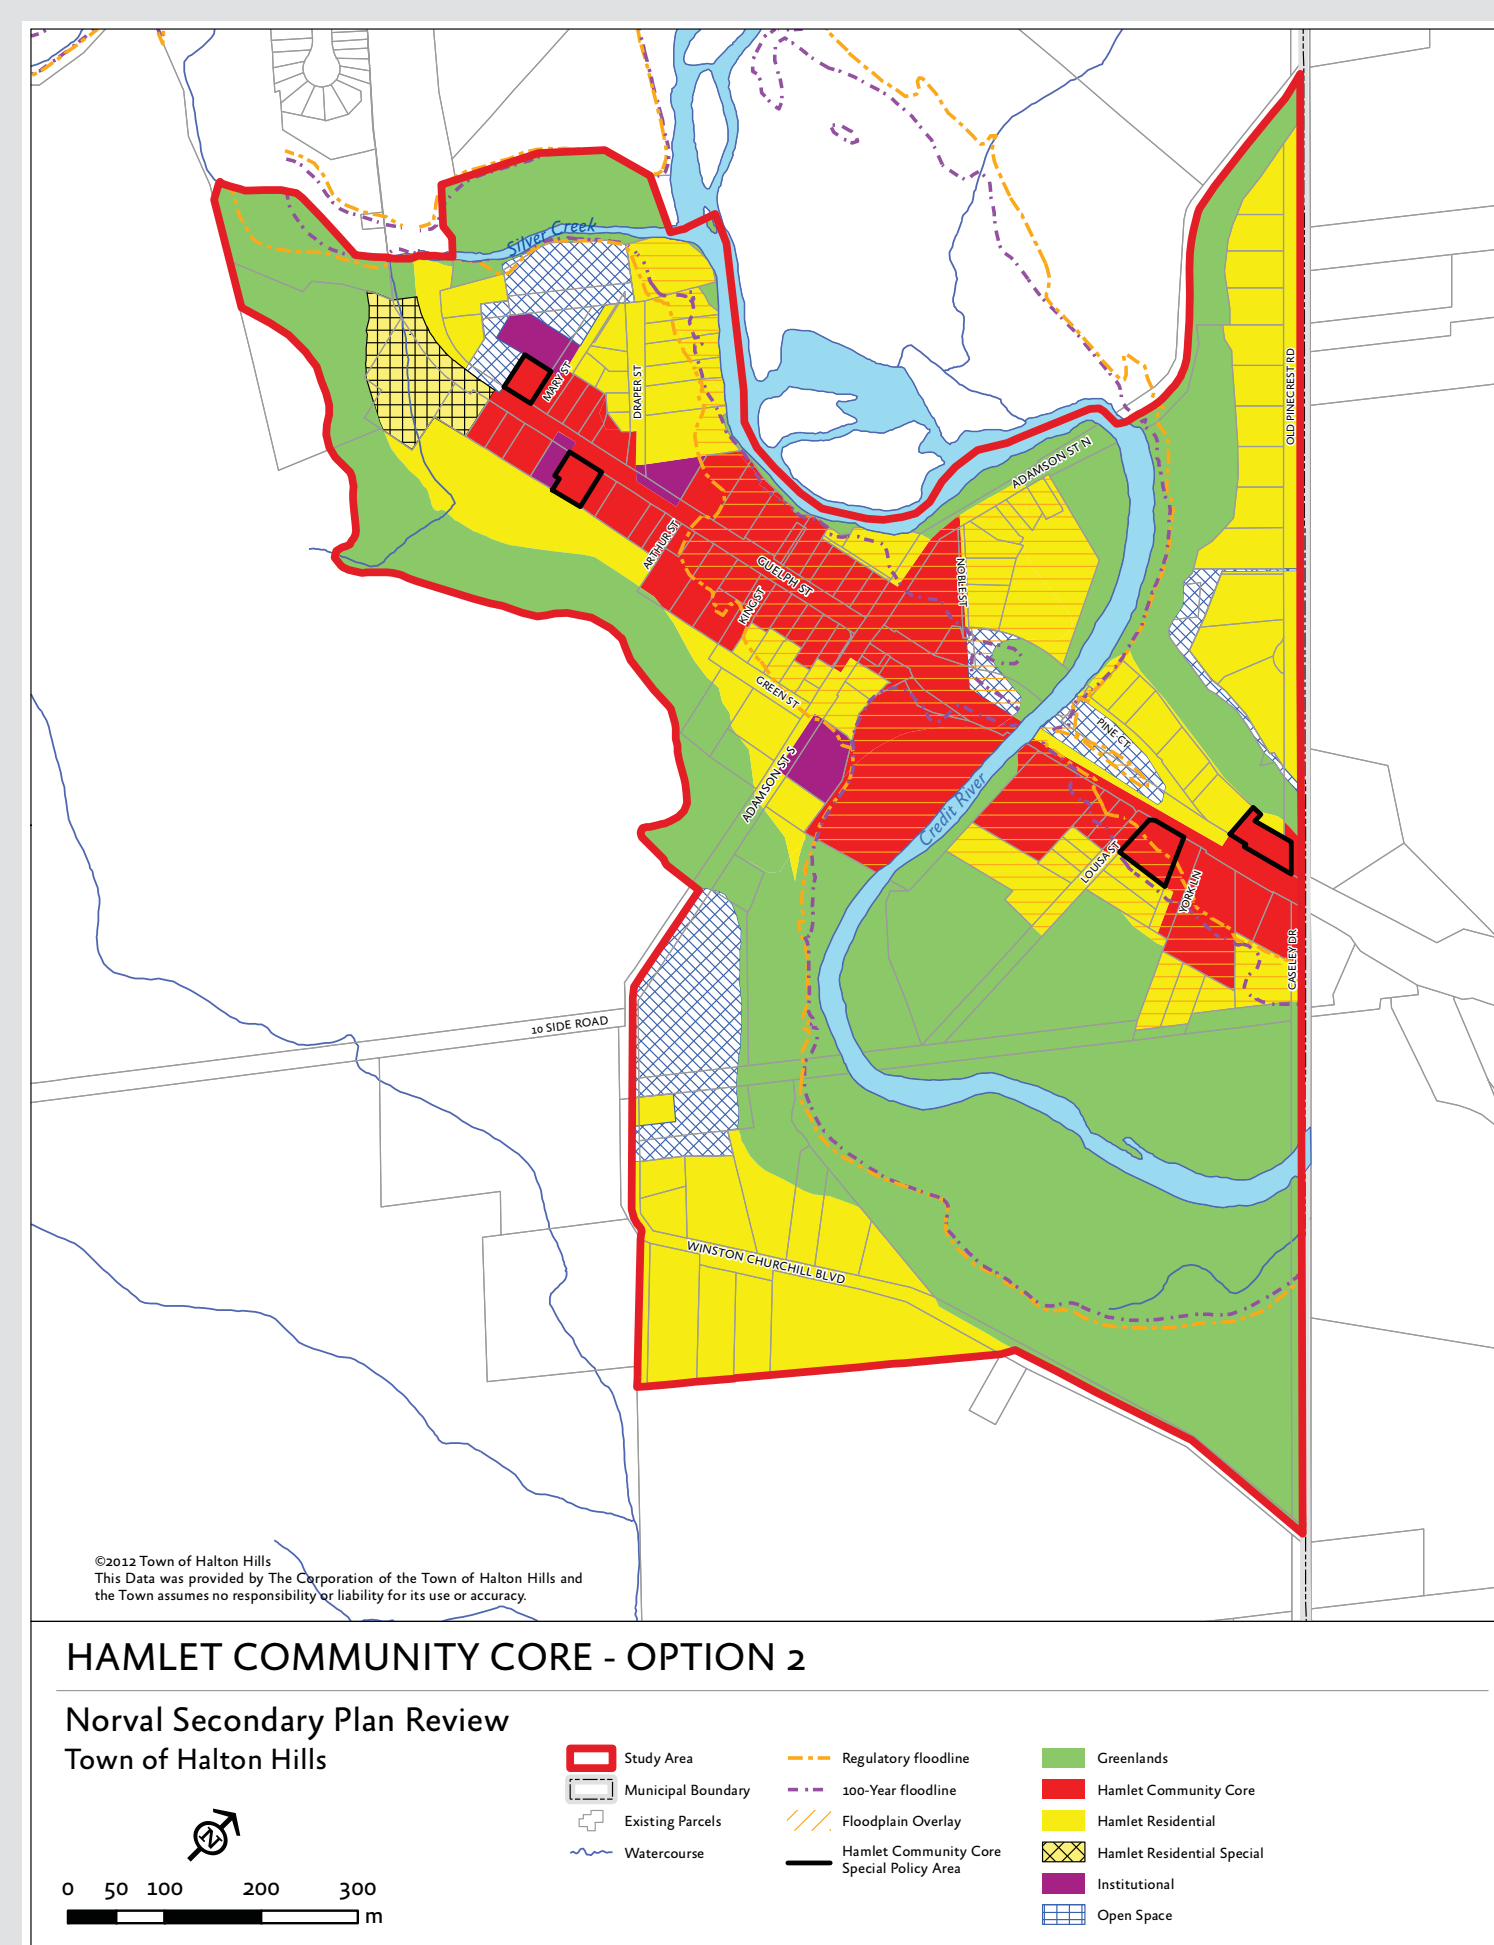 Silver Creek
MARY ST
DRAPER ST
OLD PINECREST RD
ADAMSON ST N
ARTHUR ST
GUELPH ST
KING ST
NOBLE ST
GREEN ST
PINE CT
ADAMSON ST S
Credit River
LOUISA ST
YORK LN
CASELEY DR
10 SIDE ROAD
WINSTON CHURCHILL BLVD
©2012 Town of Halton Hills
This Data was provided by The Corporation of the Town of Halton Hills and
the Town assumes no responsibility or liability for its use or accuracy.
HAMLET COMMUNITY CORE - OPTION 2
Norval Secondary Plan Review
Town of Halton Hills
N
0 50 100 200 300
m
Study Area
Municipal Boundary
Existing Parcels
Watercourse
Regulatory floodline
100-Year floodline
Floodplain Overlay
Hamlet Community Core
Special Policy Area
Greenlands
Hamlet Community Core
Hamlet Residential
Hamlet Residential Special
Institutional
Open Space